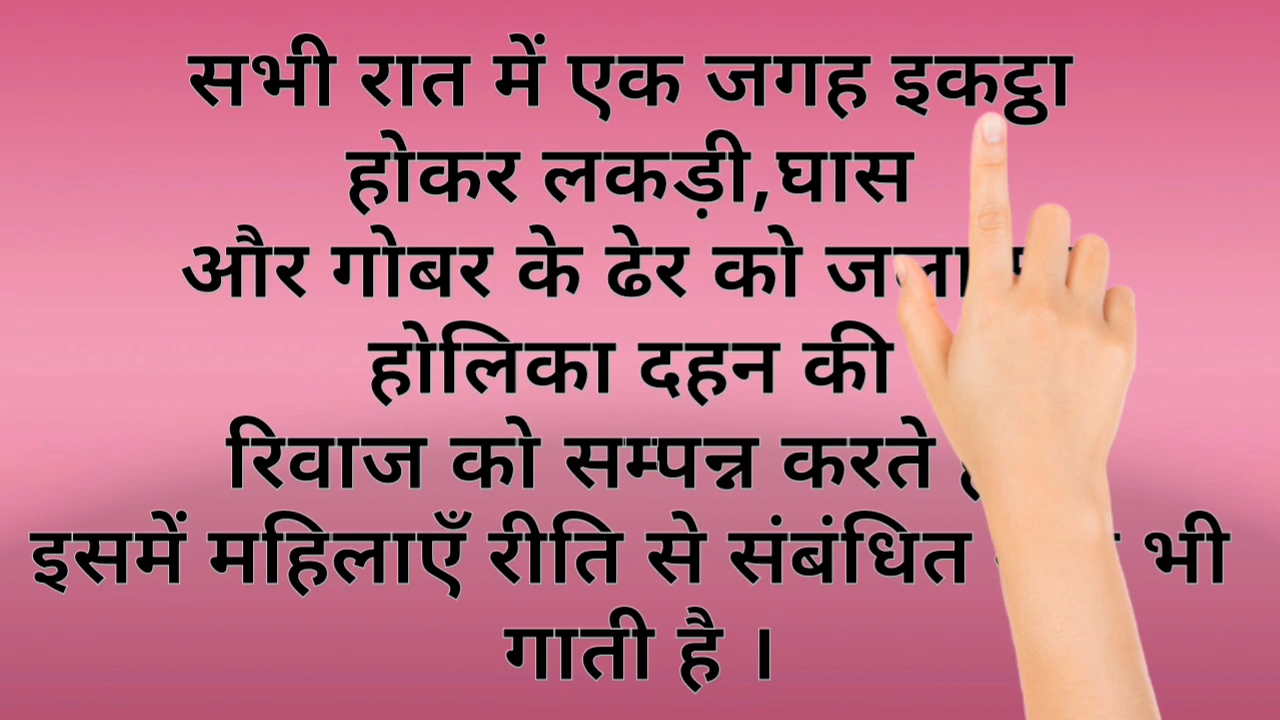 सभी रात में एक जगह इकट्ठा
होकर लकड़ी,घास
और गोबर के ढेर को
होलिका दहन की
रिवाज को सम्पन्न करते
इसमें महिलाएँ रीति से संबंधित भी
गाती है ।